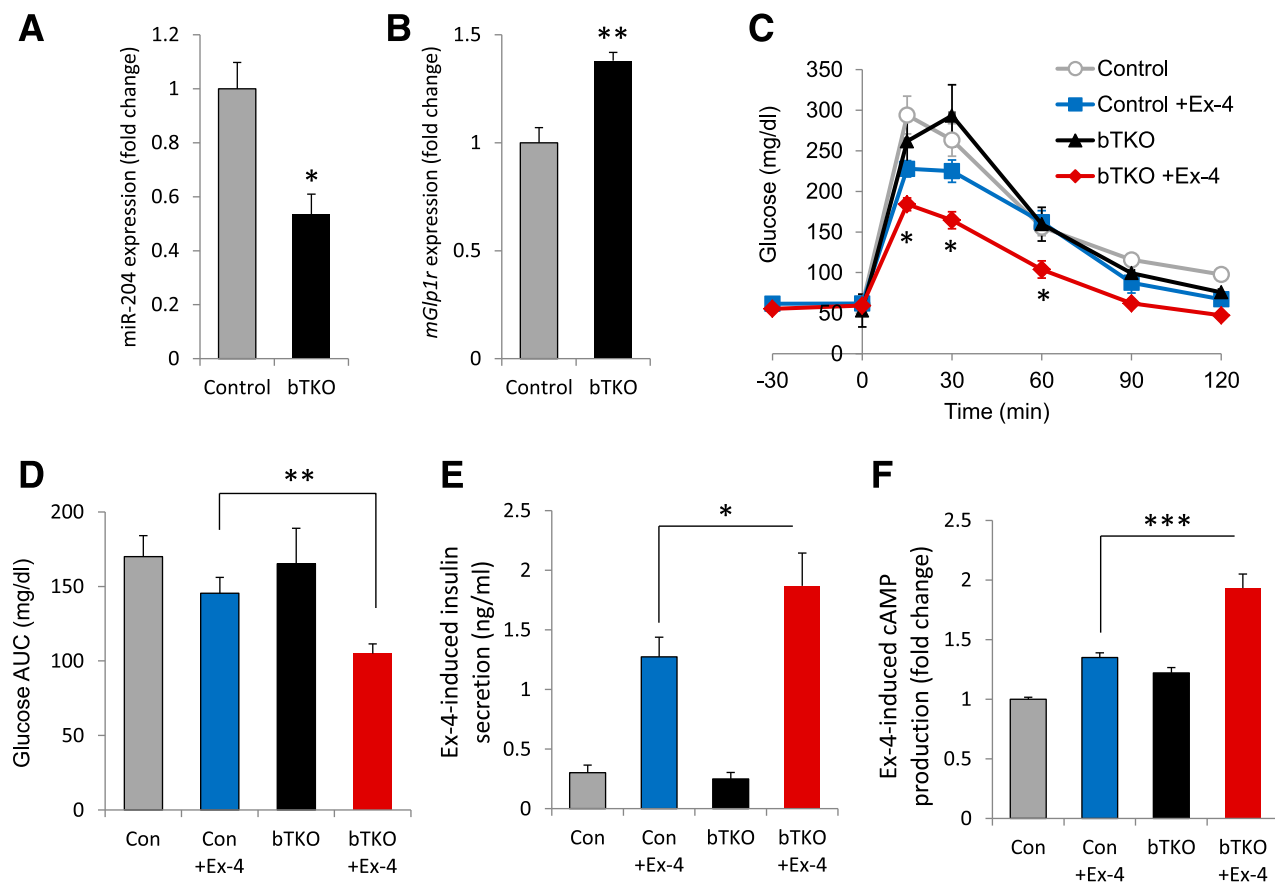 A
miR-204 expression (fold change)
1.2
1
0.8
0.6
0.4
0.2
0
*
Control bTKO
B
mGlp1r expression (fold change)
1.5
1
0.5
0
**
Control bTKO
C
Glucose (mg/dl)
350
300
250
200
150
100
50
0
Control
Control +Ex-4
bTKO
bTKO +Ex-4
*
*
*
-30 0 30 60 90 120
Time (min)
D
Glucose AUC (mg/dl)
200
150
100
50
0
**
Con Con bTKO bTKO
+Ex-4 +Ex-4
E
Ex-4-induced insulin
secretion (ng/ml)
2.5
2
1.5
1
0.5
0
*
Con Con bTKO bTKO
+Ex-4 +Ex-4
F
Ex-4-induced cAMP
production (fold change)
2.5
2
1.5
1
0.5
0
***
Con Con bTKO bTKO
+Ex-4 +Ex-4